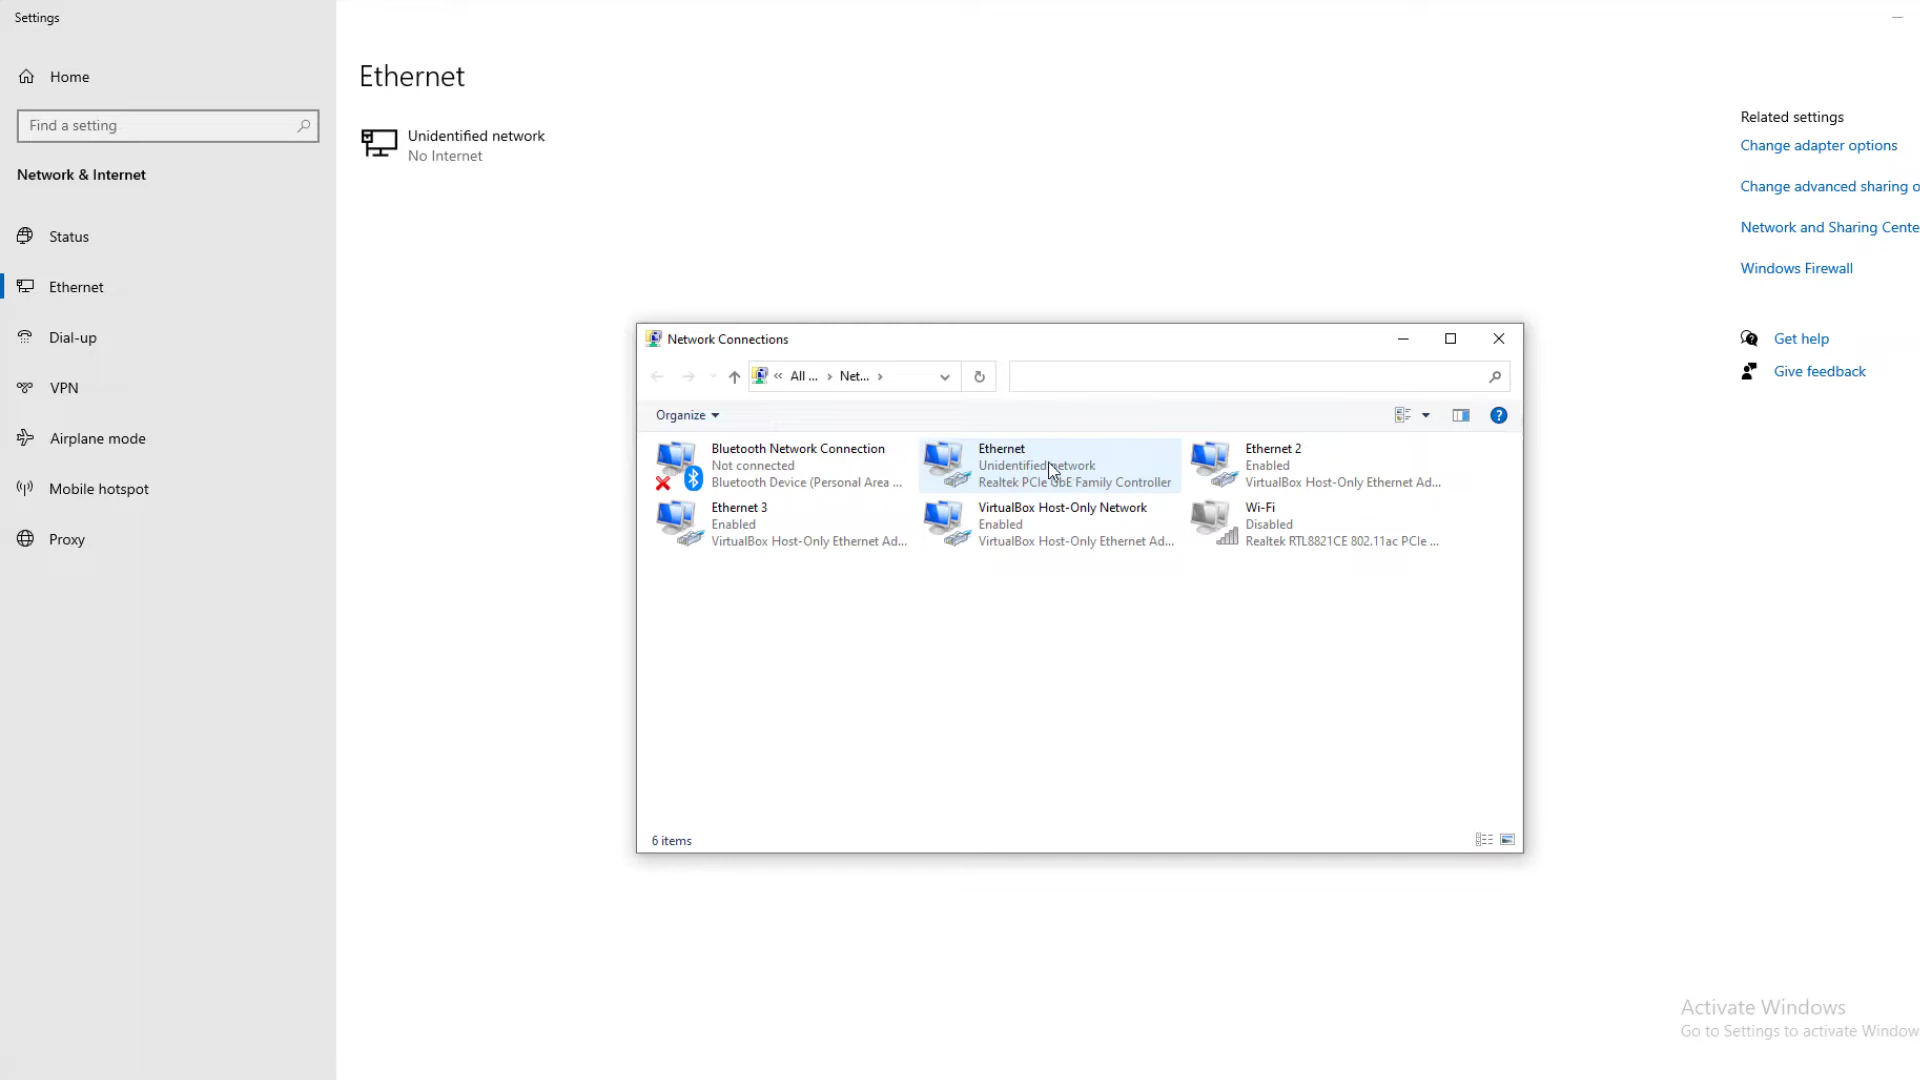 Settings
Home
Find a setting
Network & Internet
Status
Ethernet
Dial-up
VPN
Airplane mode
Mobile hotspot
Proxy
Ethernet
Unidentified network
No Internet
Related settings
Change adapter options
Change advanced sharing o
Network and Sharing Cente
Windows Firewall
Get help
Give feedback
Network Connections
« All ... › Net... ›
Organize
Bluetooth Network Connection
Not connected
Bluetooth Device (Personal Area ...
Ethernet
Unidentified network
Realtek PCIe GbE Family Controller
Ethernet 2
Enabled
VirtualBox Host-Only Ethernet Ad...
Ethernet 3
Enabled
VirtualBox Host-Only Ethernet Ad...
VirtualBox Host-Only Network
Enabled
VirtualBox Host-Only Ethernet Ad...
Wi-Fi
Disabled
Realtek RTL8821CE 802.11ac PCIe ...
6 items
Activate Windows
Go to Settings to activate Window